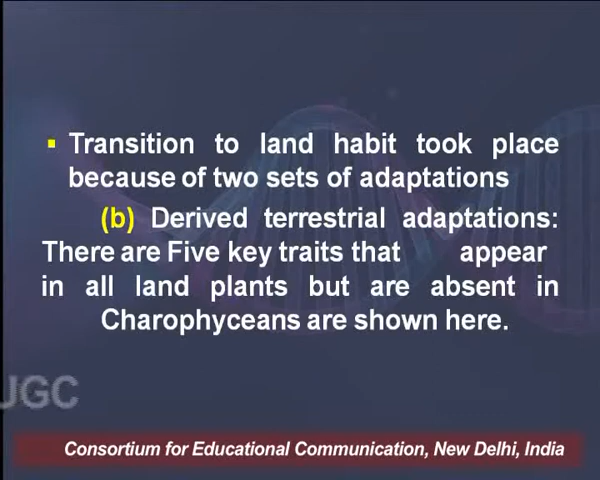 ▪ Transition to land habit took place
because of two sets of adaptations
(b) Derived terrestrial adaptations:
There are Five key traits that appear
in all land plants but are absent in
Charophyceans are shown here.
UGC
Consortium for Educational Communication, New Delhi, India